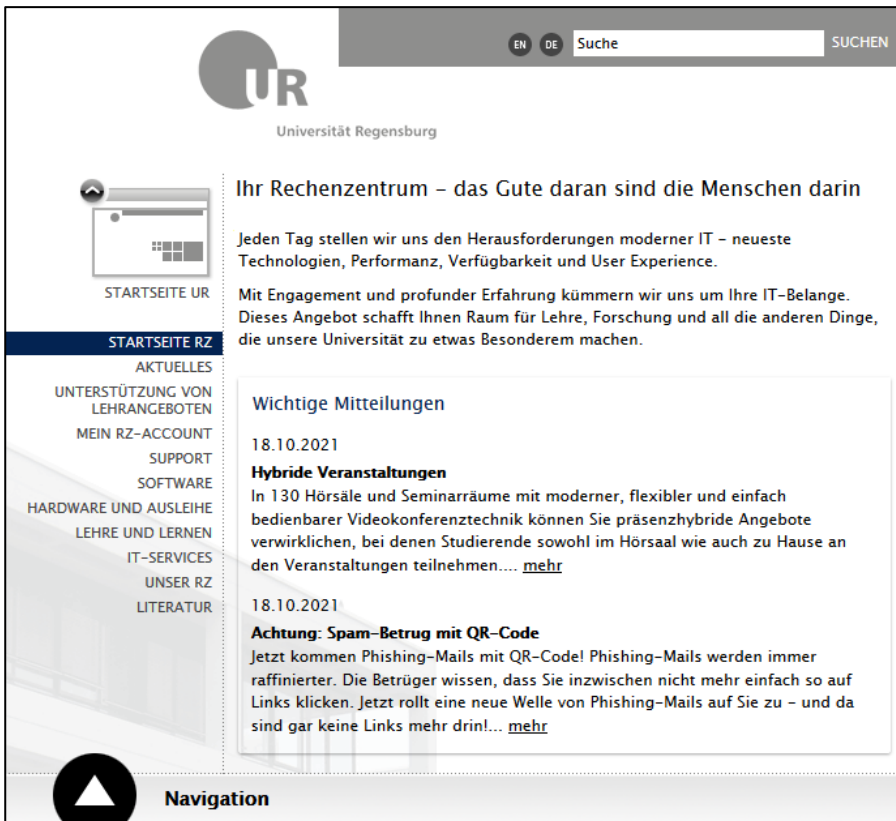 EN DE Suche SUCHEN
UR
Universität Regensburg
STARTSEITE UR
STARTSEITE RZ
AKTUELLES
UNTERSTÜTZUNG VON
LEHRANGEBOTEN
MEIN RZ-ACCOUNT
SUPPORT
SOFTWARE
HARDWARE UND AUSLEIHE
LEHRE UND LERNEN
IT-SERVICES
UNSER RZ
LITERATUR
Ihr Rechenzentrum – das Gute daran sind die Menschen darin
Jeden Tag stellen wir uns den Herausforderungen moderner IT – neueste
Technologien, Performanz, Verfügbarkeit und User Experience.
Mit Engagement und profunder Erfahrung kümmern wir uns um Ihre IT-Belange.
Dieses Angebot schafft Ihnen Raum für Lehre, Forschung und all die anderen Dinge,
die unsere Universität zu etwas Besonderem machen.
Wichtige Mitteilungen
18.10.2021
Hybride Veranstaltungen
In 130 Hörsäle und Seminarräume mit moderner, flexibler und einfach
bedienbarer Videokonferenztechnik können Sie präsenzhybride Angebote
verwirklichen, bei denen Studierende sowohl im Hörsaal wie auch zu Hause an
den Veranstaltungen teilnehmen.... mehr
18.10.2021
Achtung: Spam-Betrug mit QR-Code
Jetzt kommen Phishing-Mails mit QR-Code! Phishing-Mails werden immer
raffinierter. Die Betrüger wissen, dass Sie inzwischen nicht mehr einfach so auf
Links klicken. Jetzt rollt eine neue Welle von Phishing-Mails auf Sie zu – und da
sind gar keine Links mehr drin!... mehr
Navigation